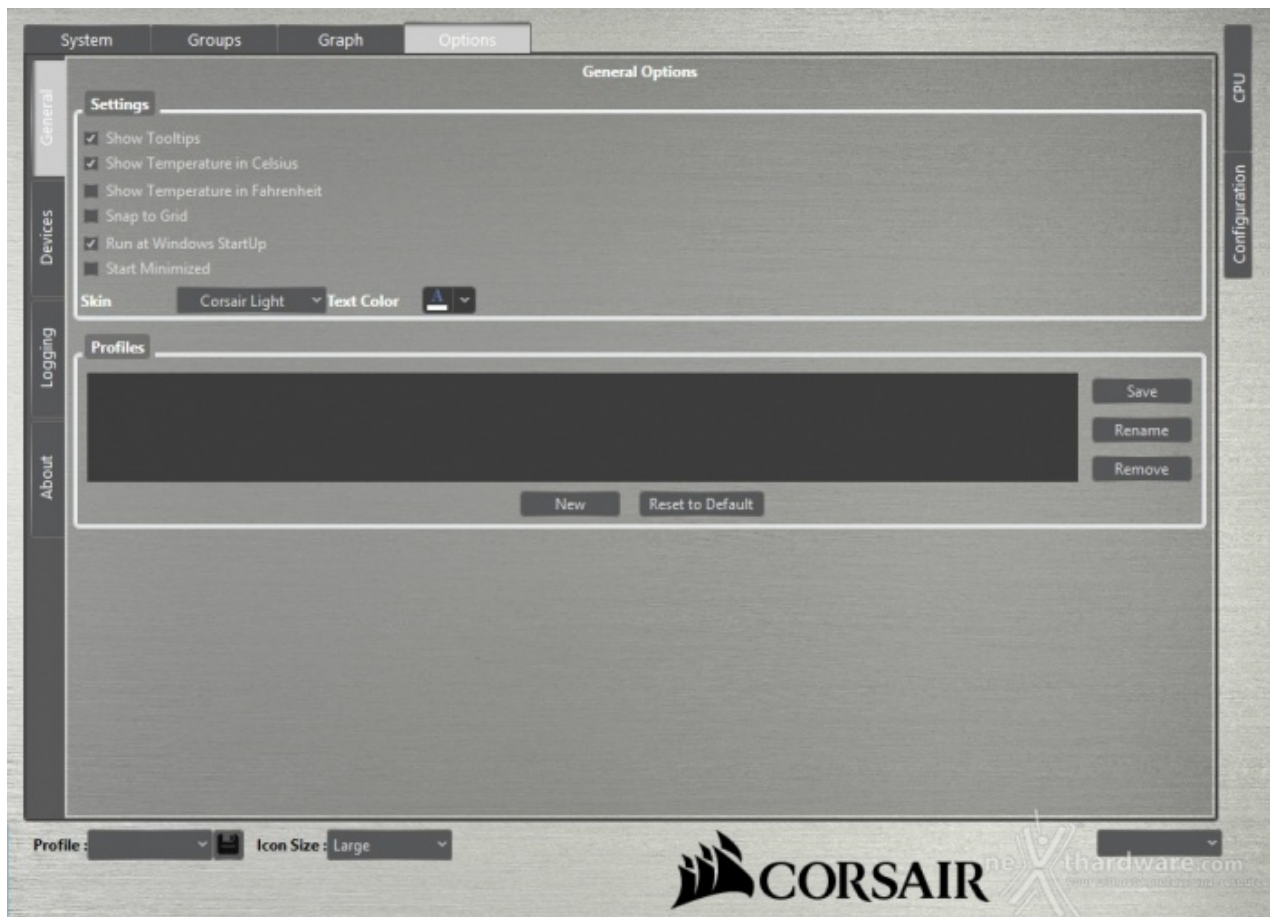 System Groups Graph Options
General Options
General
Devices
Logging
About
Settings
Show Tooltips
Show Temperature in Celsius
Show Temperature in Fahrenheit
Snap to Grid
Run at Windows StartUp
Start Minimized
Skin Corsair Light Text Color A
Profiles
Save
Rename
Remove
New Reset to Default
CPU
Configuration
Profile : Icon Size : Large
CORSAIR
nexthardware.com